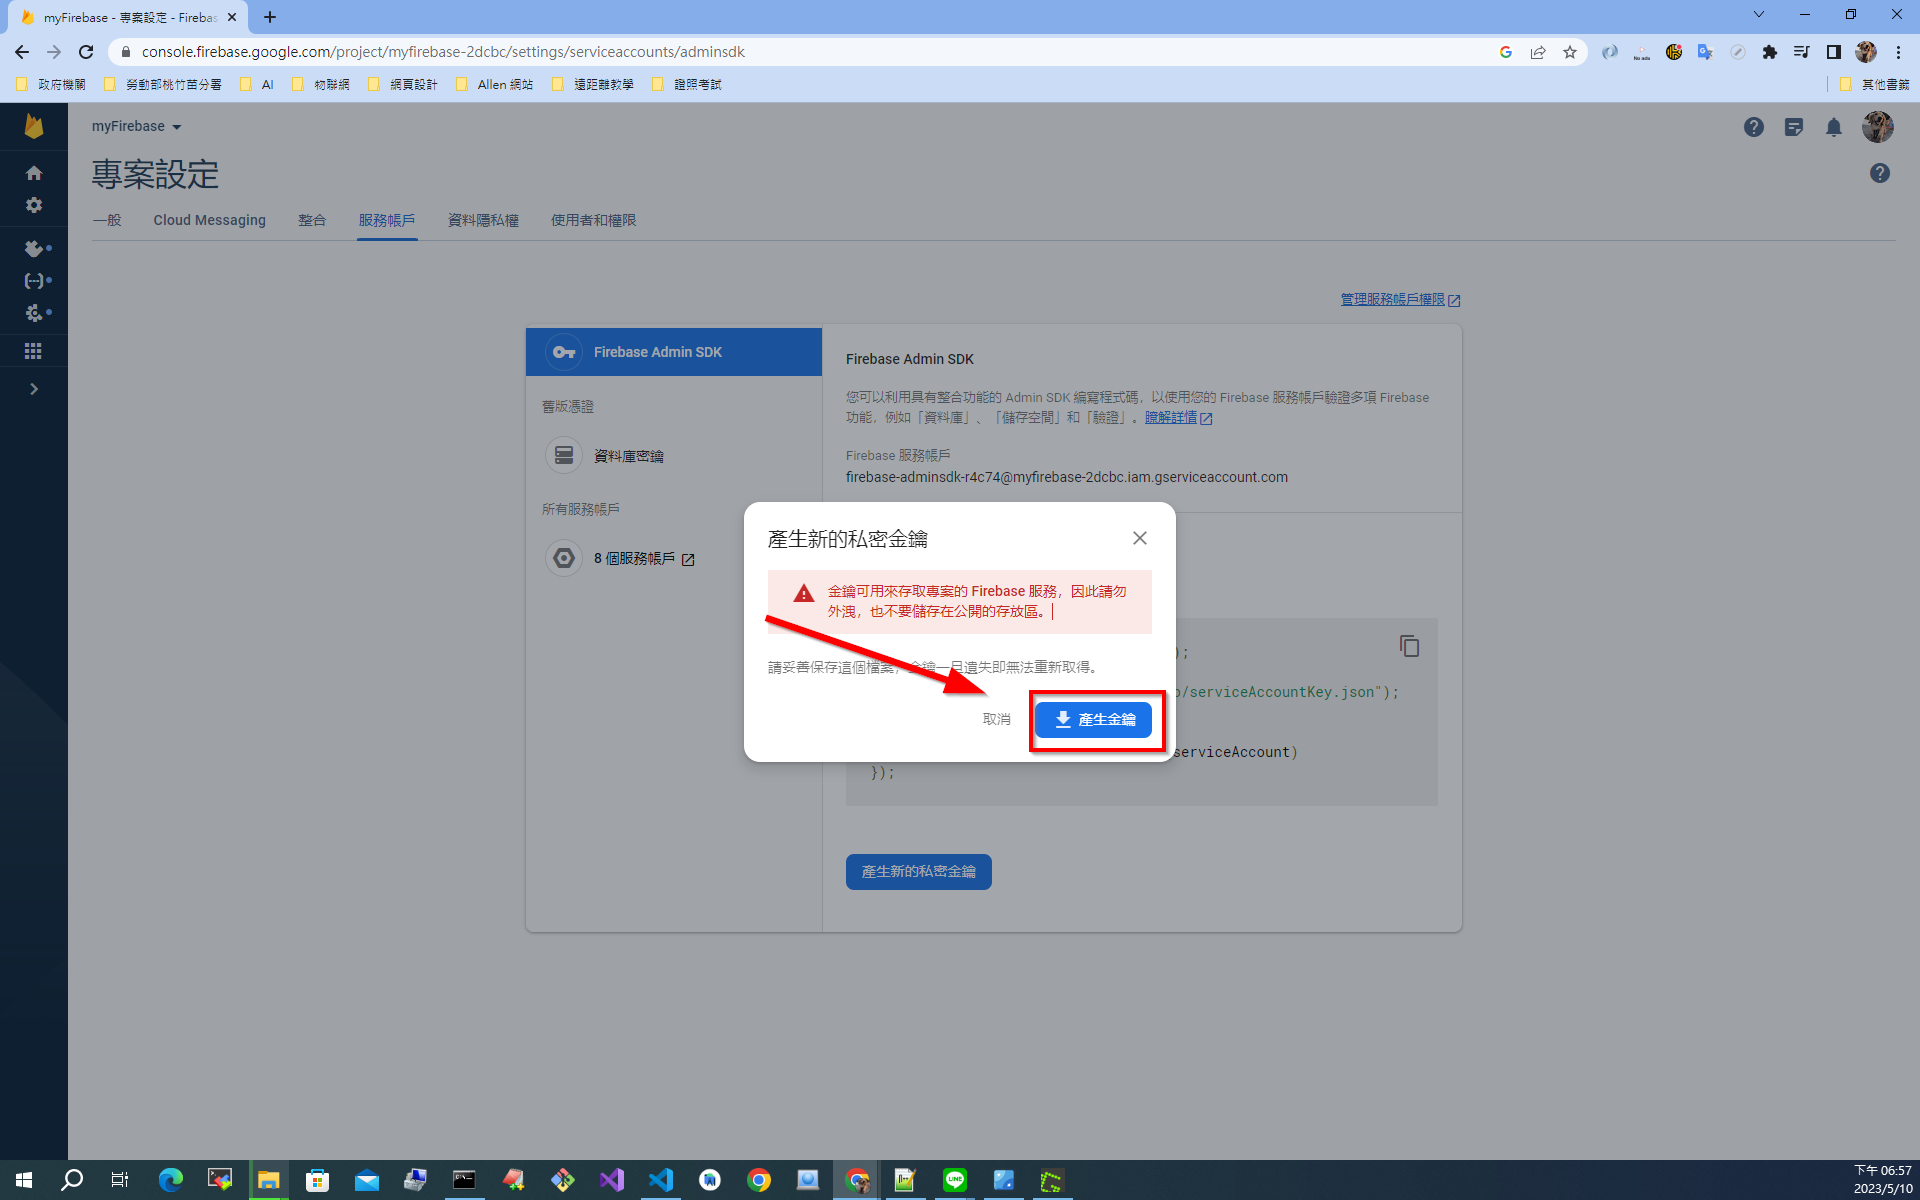 myFirebase - 專案設定 - Firebas
console.firebase.google.com/project/myfirebase-2dcbc/settings/serviceaccounts/adminsdk
政府機關
勞動部桃竹苗分署
AI
物聯網
網頁設計
Allen 網站
遠距離教學
證照考試
其他書籤
myFirebase
專案設定
一般
Cloud Messaging
整合
服務帳戶
資料隱私權
使用者和權限
管理服務帳戶權限
Firebase Admin SDK
舊版憑證
資料庫密鑰
所有服務帳戶
8 個服務帳戶
Firebase Admin SDK
您可以利用具有整合功能的 Admin SDK 編寫程式碼，以使用您的 Firebase 服務帳戶驗證多項 Firebase
功能，例如「資料庫」、「儲存空間」和「驗證」。瞭解詳情
Firebase 服務帳戶
firebase-adminsdk-r4c74@myfirebase-2dcbc.iam.gserviceaccount.com
產生新的私密金鑰
金鑰可用來存取專案的 Firebase 服務，因此請勿
外洩，也不要儲存在公開的存放區。
請妥善保存這個檔案，金鑰一旦遺失即無法重新取得。
取消
產生金鑰
);
/serviceAccountKey.json");
serviceAccount)
});
產生新的私密金鑰
下午 06:57
2023/5/10